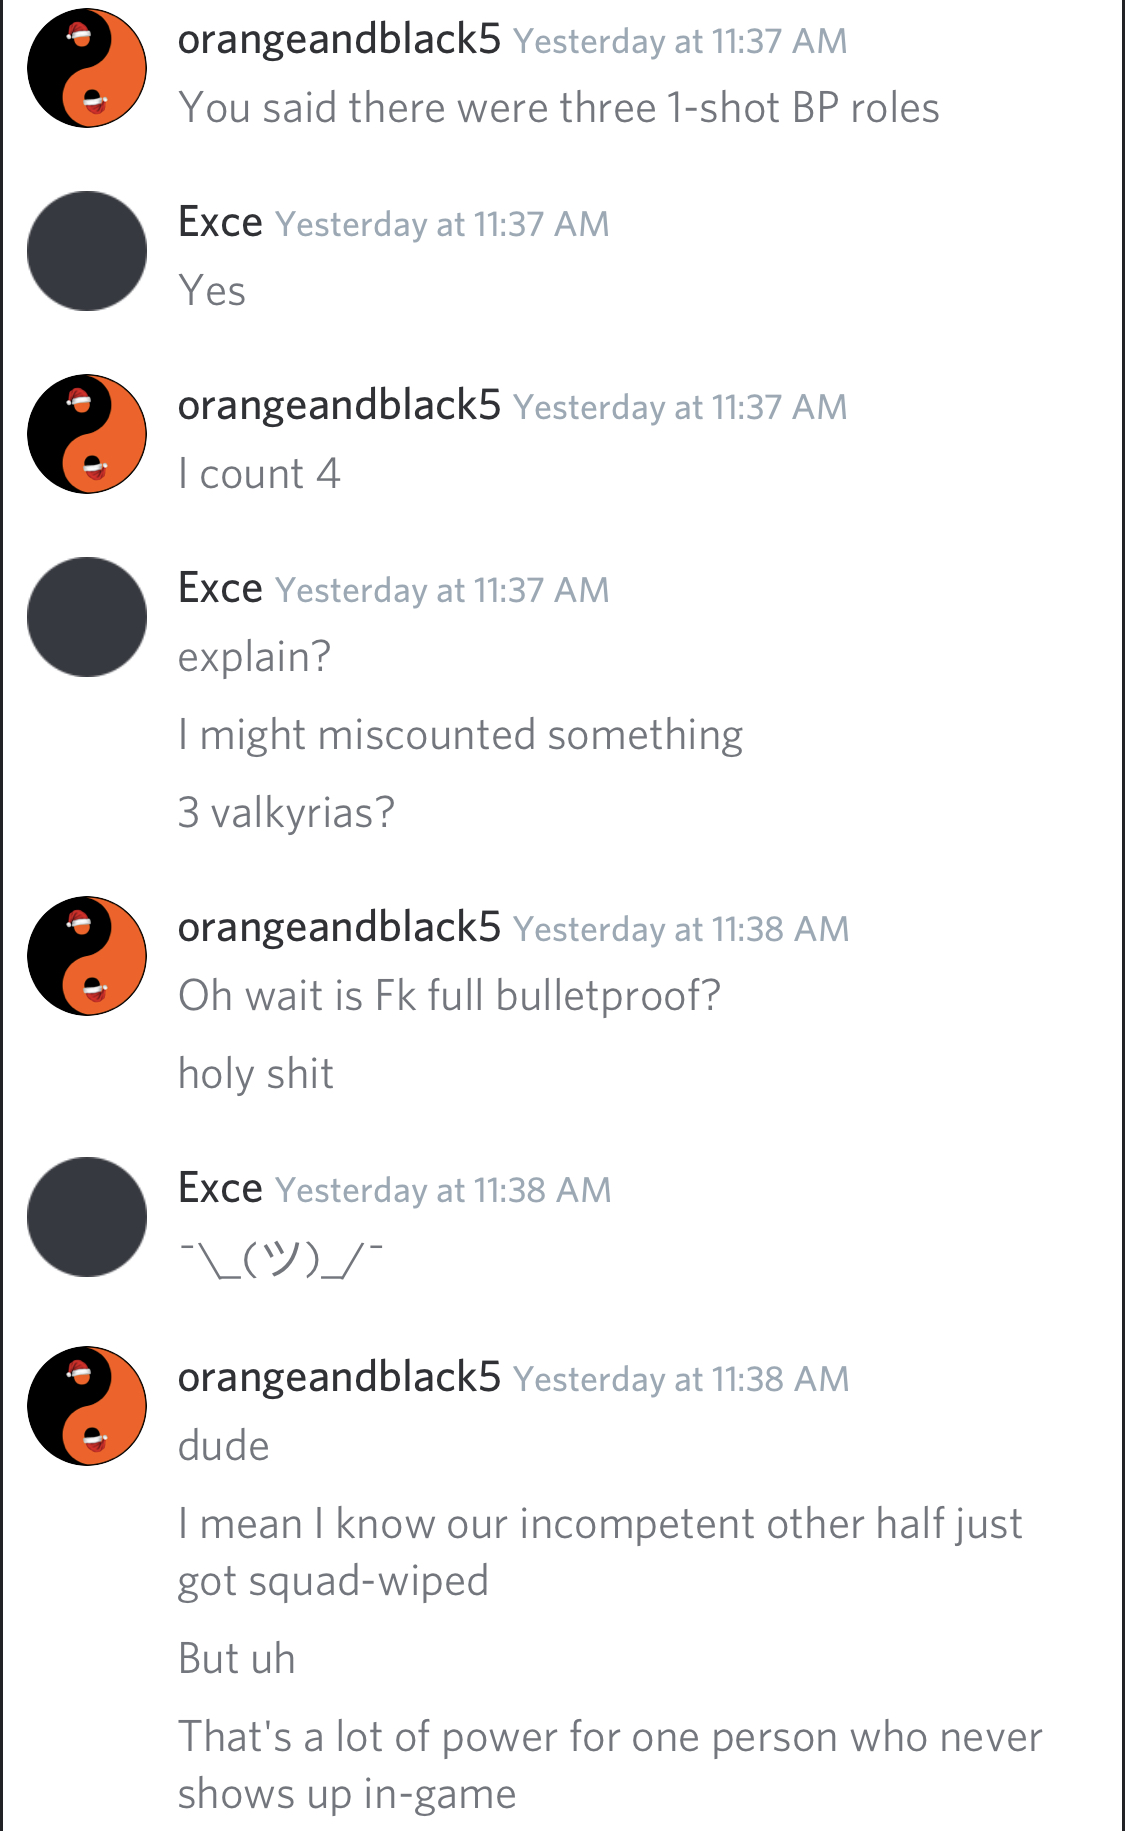 orangeandblack5 Yesterday at 11:37 AM
You said there were three 1-shot BP roles
Exce Yesterday at 11:37 AM
Yes
orangeandblack5 Yesterday at 11:37 AM
I count 4
Exce Yesterday at 11:37 AM
explain?
I might miscounted something
3 valkyrias?
orangeandblack5 Yesterday at 11:38 AM
Oh wait is Fk full bulletproof?
holy shit
Exce Yesterday at 11:38 AM
¯\_(ツ)_/¯
orangeandblack5 Yesterday at 11:38 AM
dude
I mean I know our incompetent other half just
got squad-wiped
But uh
That's a lot of power for one person who never
shows up in-game